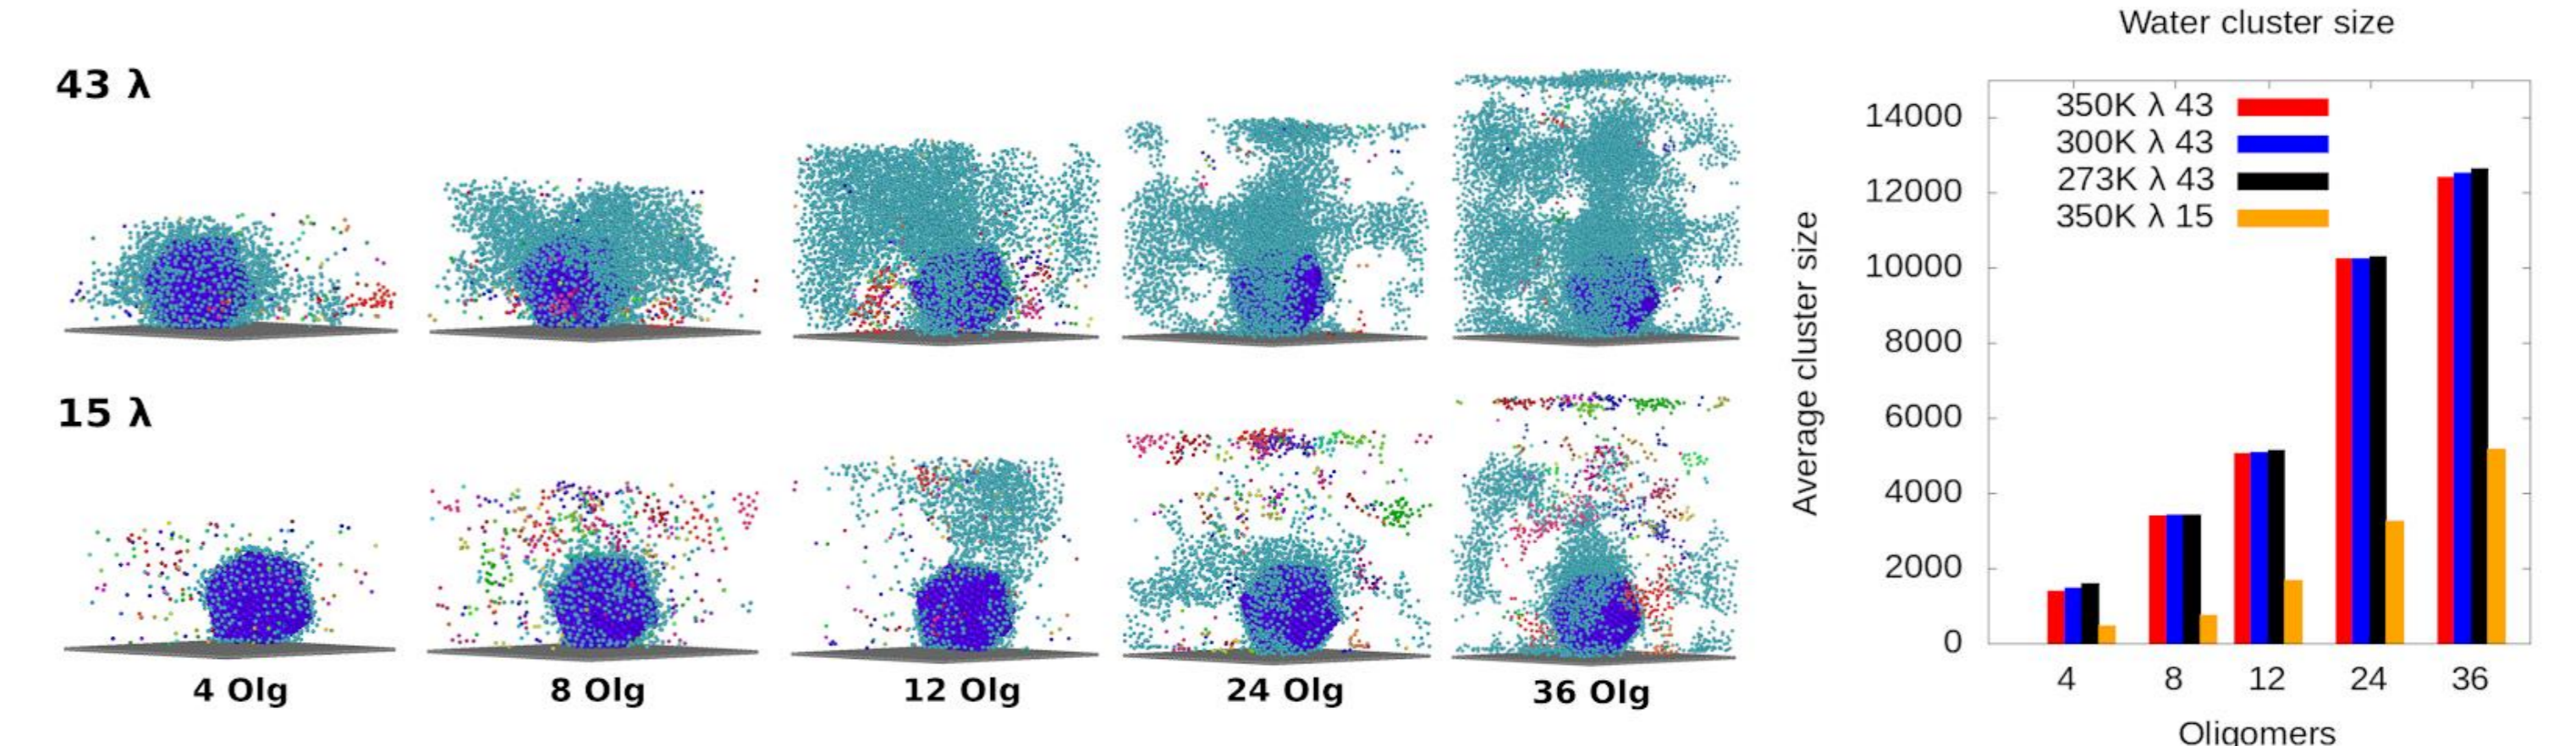 43 λ
15 λ
4 Olg
8 Olg
12 Olg
24 Olg
36 Olg
Water cluster size
350K λ 43
300K λ 43
273K λ 43
350K λ 15
Average cluster size
14000
12000
10000
8000
6000
4000
2000
0
4
8
12
24
36
Oligomers